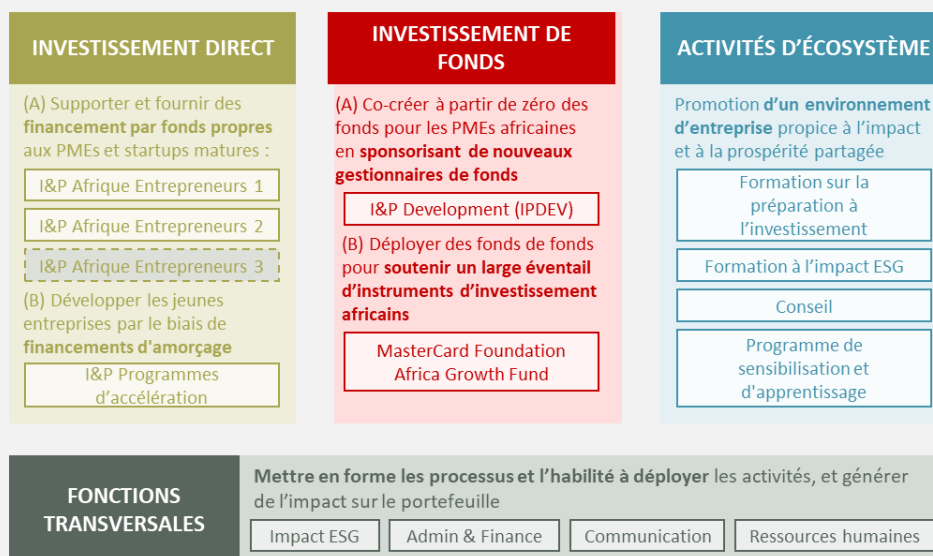 INVESTISSEMENT DIRECT
(A) Supporter et fournir des
financement par fonds propres
aux PMEs et startups matures :
I&P Afrique Entrepreneurs 1
I&P Afrique Entrepreneurs 2
I&P Afrique Entrepreneurs 3
(B) Développer les jeunes
entreprises par le biais de
financements d'amorçage
I&P Programmes
d’accélération
INVESTISSEMENT DE
FONDS
(A) Co-créer à partir de zéro des
fonds pour les PMEs africaines
en sponsorisant de nouveaux
gestionnaires de fonds
I&P Development (IPDEV)
(B) Déployer des fonds de fonds
pour soutenir un large éventail
d’instruments d’investissement
africains
MasterCard Foundation
Africa Growth Fund
ACTIVITÉS D’ÉCOSYSTÈME
Promotion d’un environnement
d’entreprise propice à l’impact
et à la prospérité partagée
Formation sur la
préparation à
l’investissement
Formation à l’impact ESG
Conseil
Programme de
sensibilisation et
d'apprentissage
FONCTIONS
TRANSVERSALES
Mettre en forme les processus et l’habilité à déployer les activités, et générer
de l’impact sur le portefeuille
Impact ESG
Admin & Finance
Communication
Ressources humaines